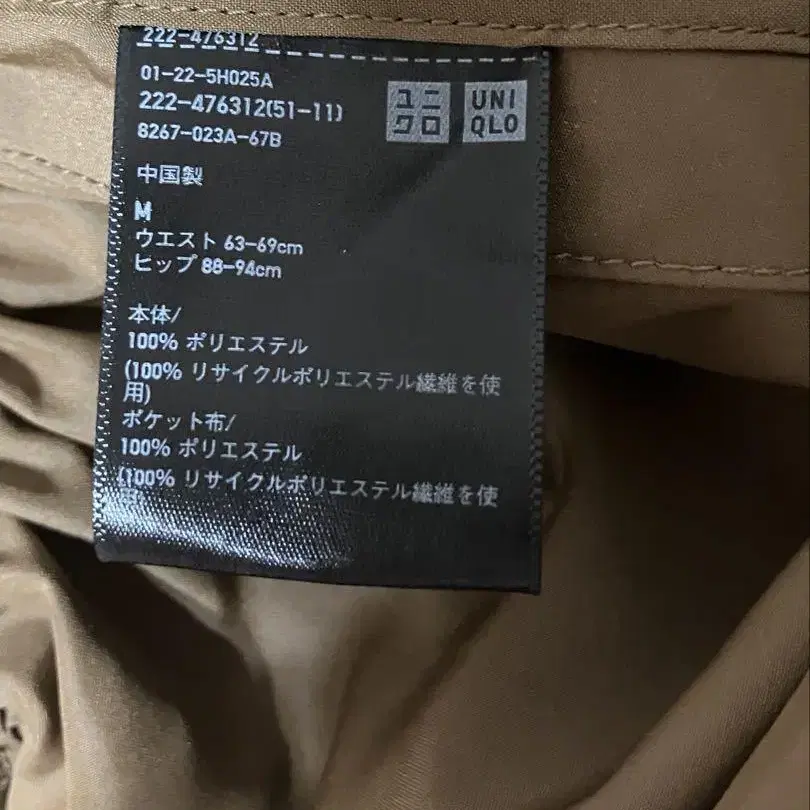 222-476312
01-22-5H025A
222-476312(51-11)
8267-023A-67B
ユニ
クロ
UNI
QLO
中国製
M
ウエスト 63-69cm
ヒップ 88-94cm
本体/
100% ポリエステル
(100% リサイクルポリエステル繊維を使
用)
ポケット布/
100% ポリエステル
(100% リサイクルポリエステル繊維を使
用)